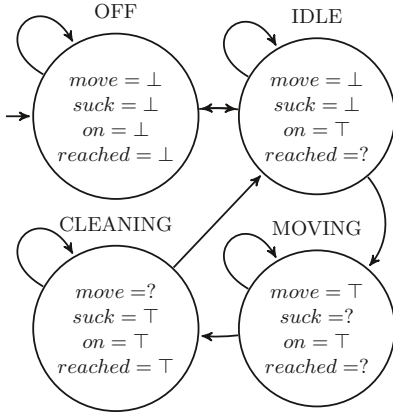 OFF
move = ⊥
suck = ⊥
on = ⊥
reached = ⊥
IDLE
move = ⊥
suck = ⊥
on = ⊤
reached =?
CLEANING
move =?
suck = ⊤
on = ⊤
reached = ⊤
MOVING
move = ⊤
suck =?
on = ⊤
reached =?